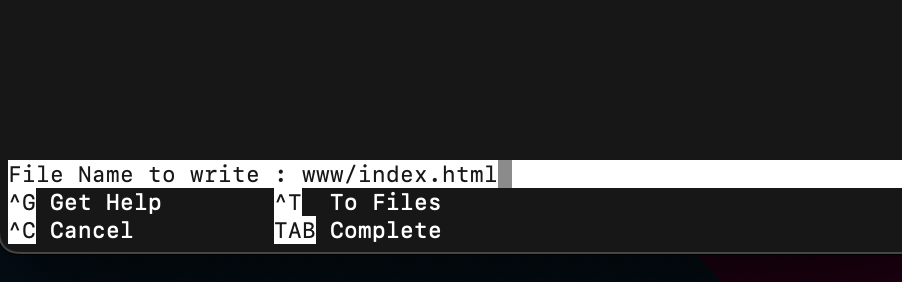 File Name to write : www/index.html
^G Get Help ^T To Files
^C Cancel TAB Complete